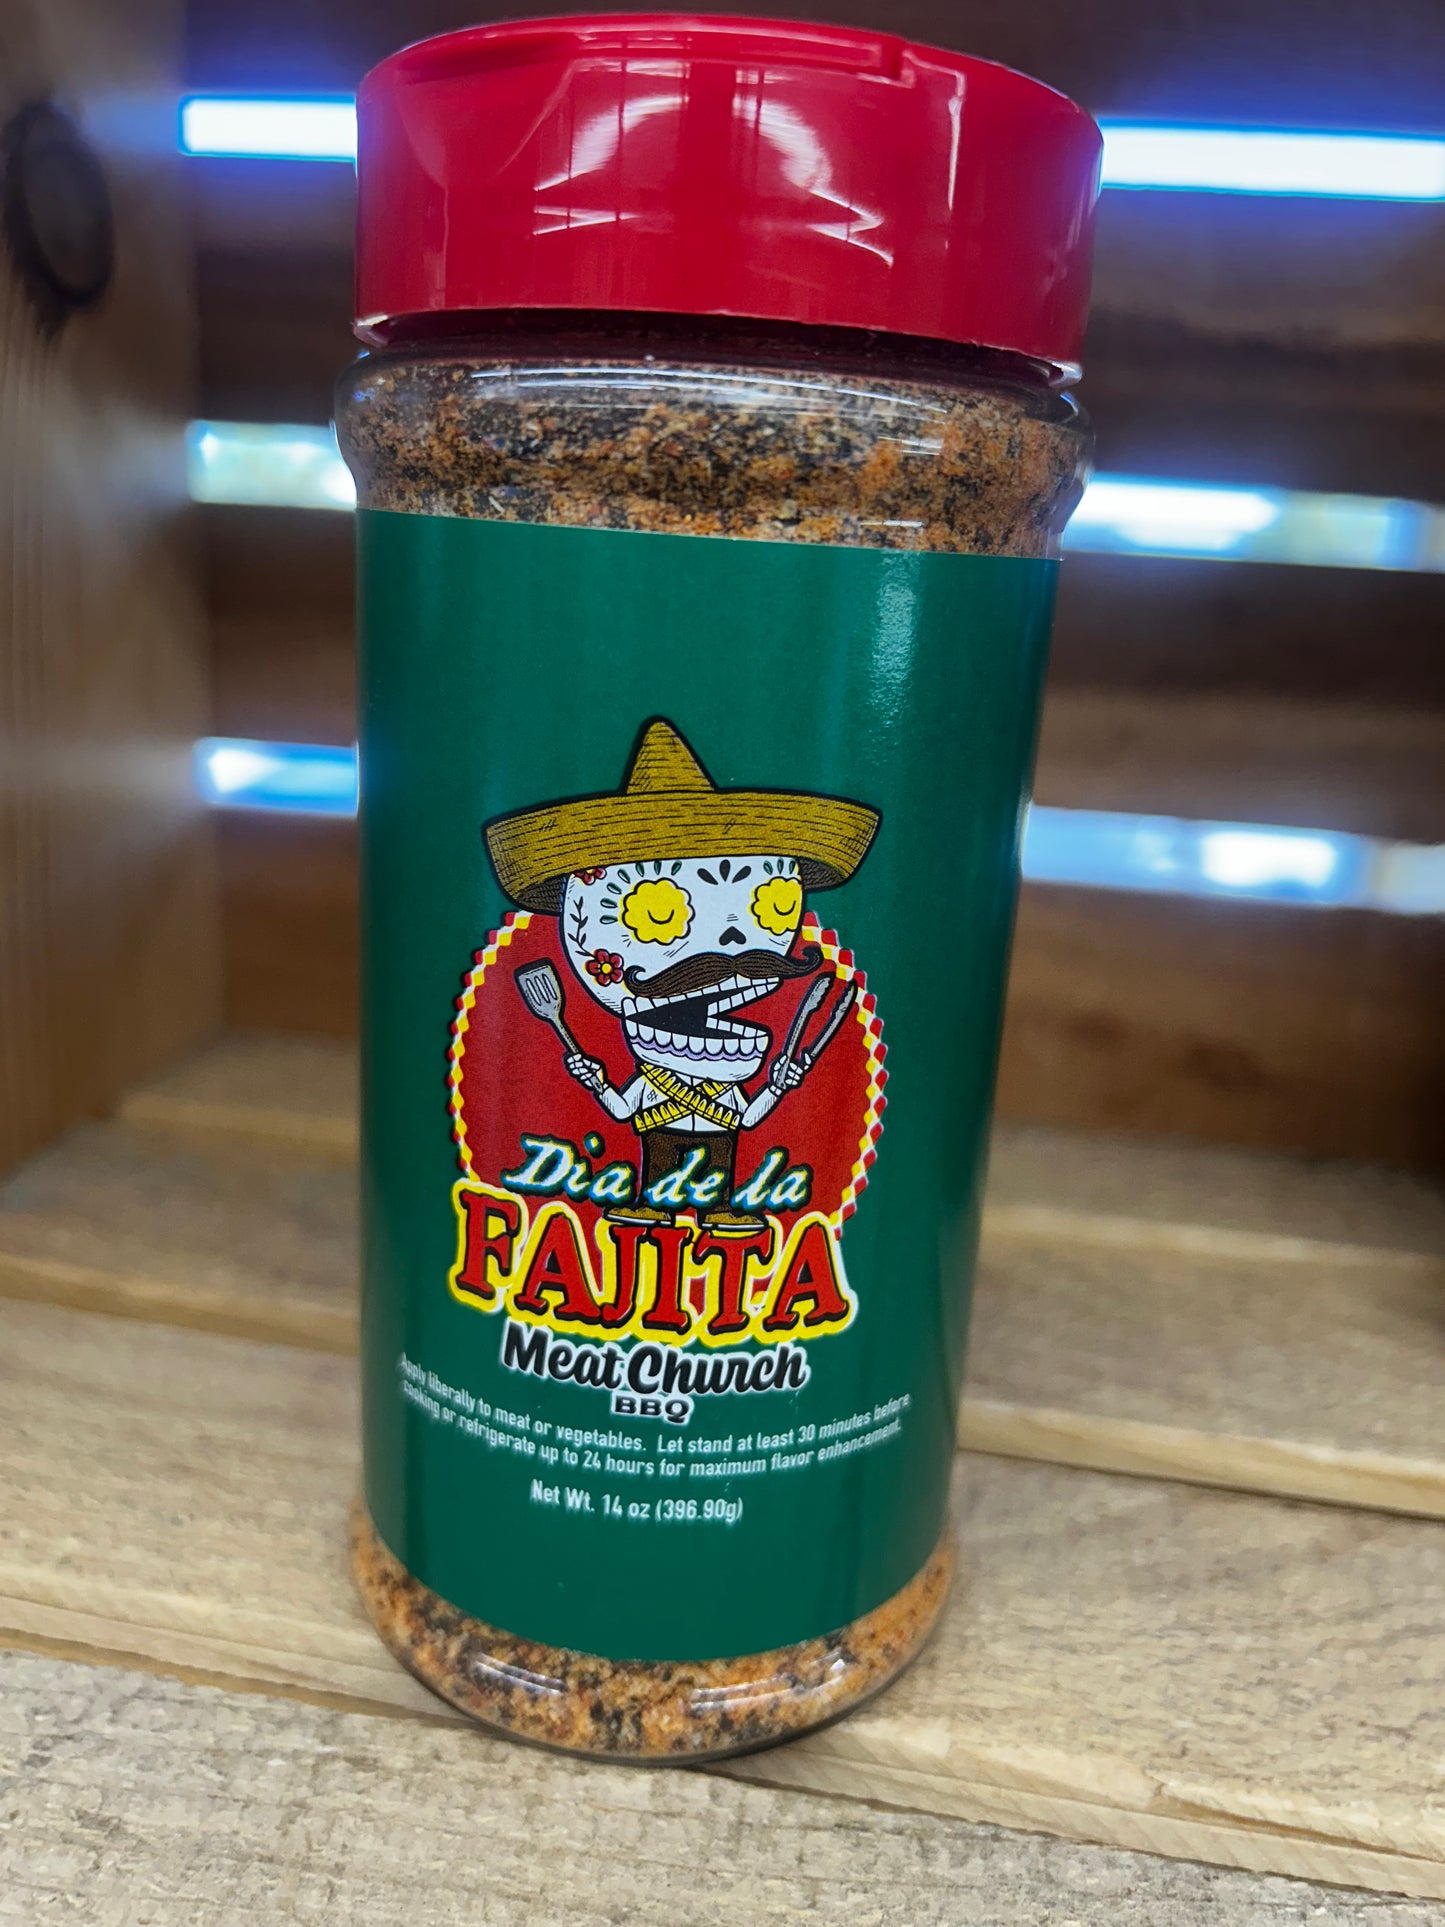 Dia de la
FAJITA
Meat Church
BBQ
Apply liberally to meat or vegetables. Let stand at least 30 minutes before
cooking or refrigerate up to 24 hours for maximum flavor enhancement.
Net Wt. 14 oz (396.90g)